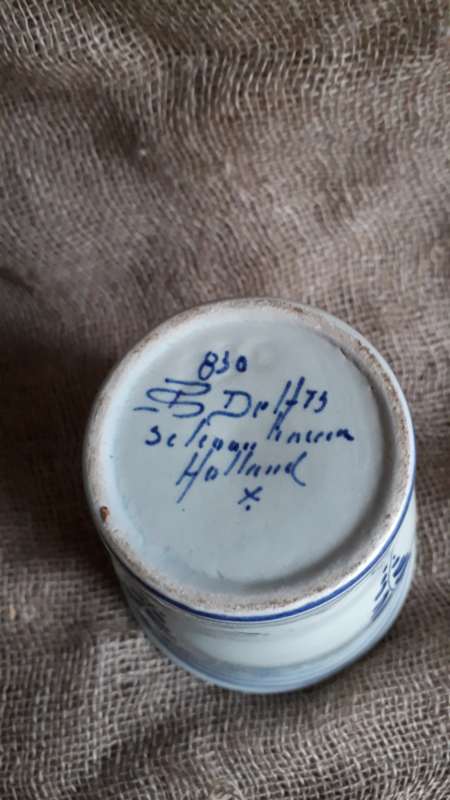 830
Delfts
Schoonhoven
Holland
x